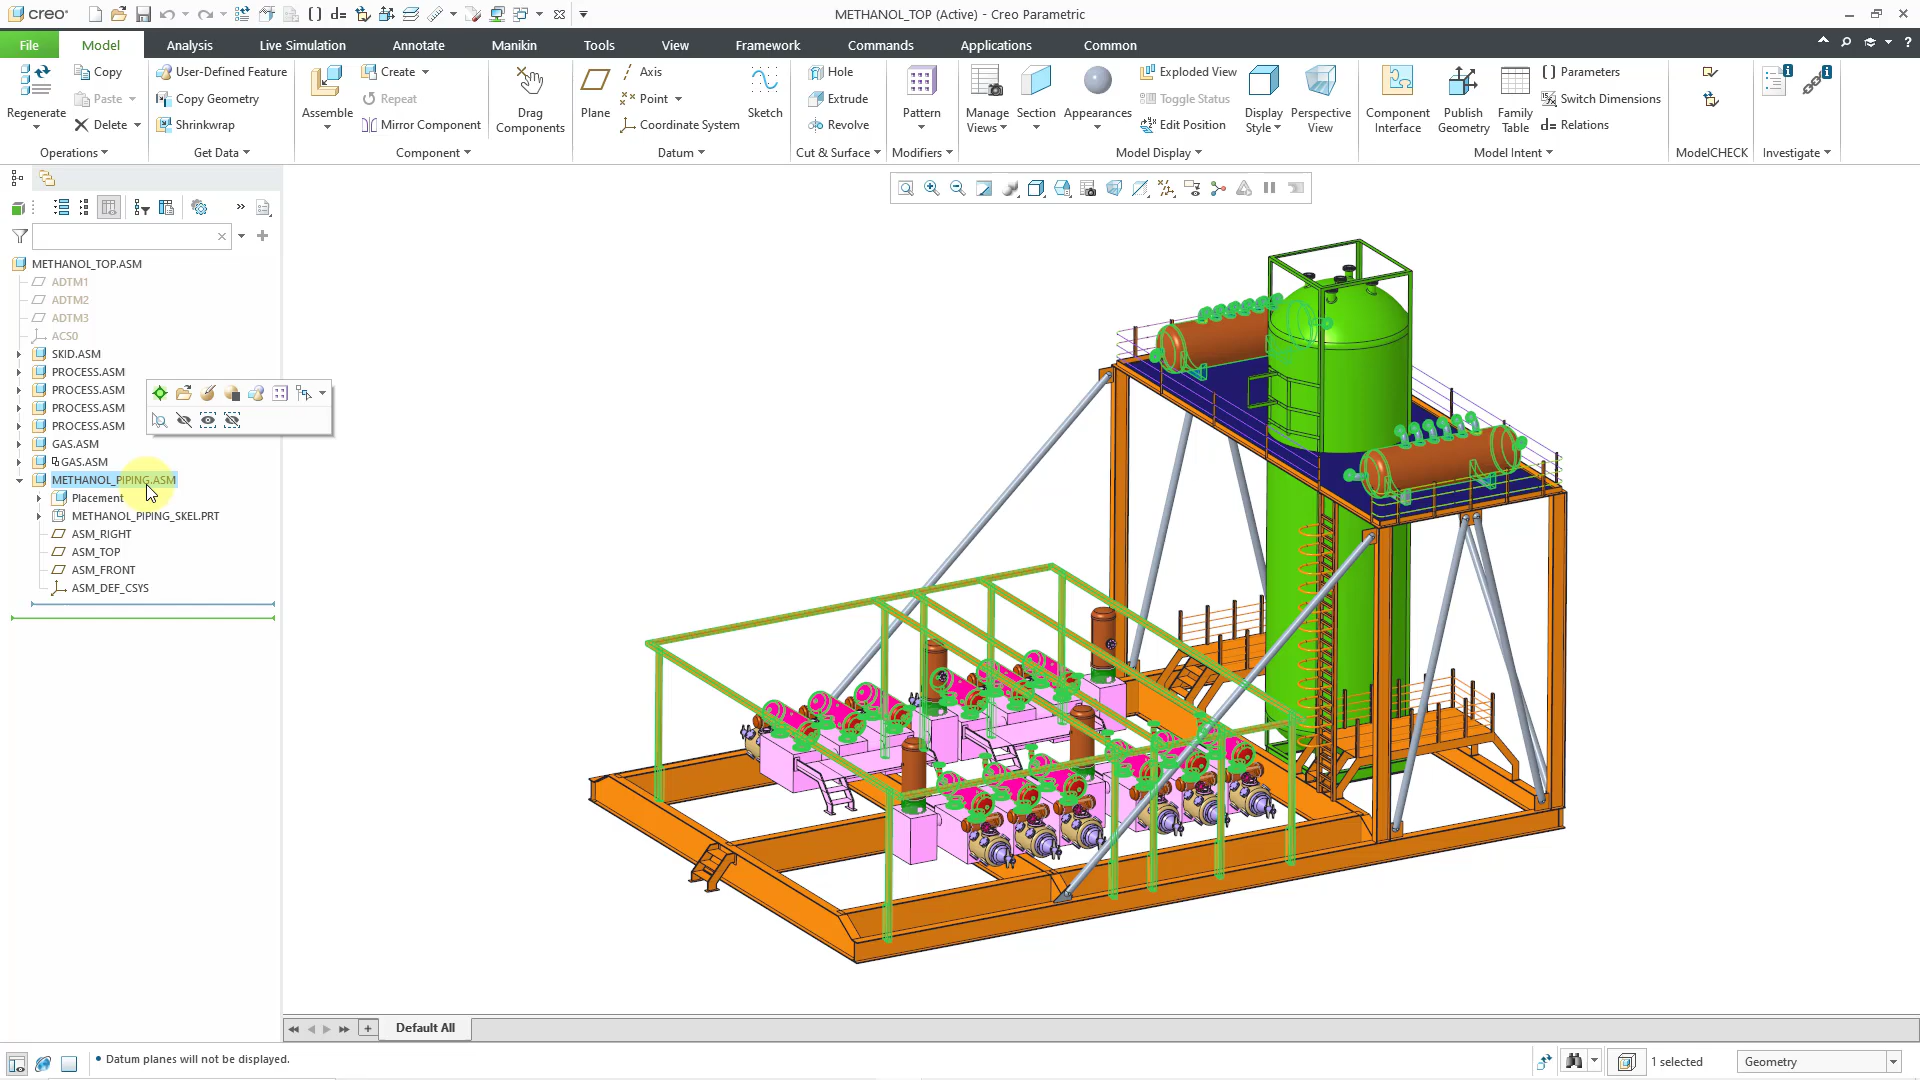 creo
METHANOL_TOP (Active) - Creo Parametric
File Model Analysis Live Simulation Annotate Manikin Tools View Framework Commands Applications Common
Regenerate
Copy
Paste
Delete
Operations
User-Defined Feature
Copy Geometry
Shrinkwrap
Get Data
Assemble
Create
Repeat
Mirror Component
Component
Drag
Components
Plane
Axis
Point
Coordinate System
Sketch
Datum
Hole
Extrude
Revolve
Cut & Surface
Pattern
Modifiers
Manage
Views
Section
Appearances
Exploded View
Toggle Status
Edit Position
Display
Style
Perspective
View
Model Display
Component
Interface
Publish
Geometry
Family
Table
Parameters
Switch Dimensions
d= Relations
Model Intent
ModelCHECK
Investigate
METHANOL_TOP.ASM
ADTM1
ADTM2
ADTM3
ACS0
SKID.ASM
PROCESS.ASM
PROCESS.ASM
PROCESS.ASM
PROCESS.ASM
GAS.ASM
GAS.ASM
METHANOL_PIPING.ASM
Placement
METHANOL_PIPING_SKEL.PRT
ASM_RIGHT
ASM_TOP
ASM_FRONT
ASM_DEF_CSYS
Default All
• Datum planes will not be displayed.
1 selected
Geometry